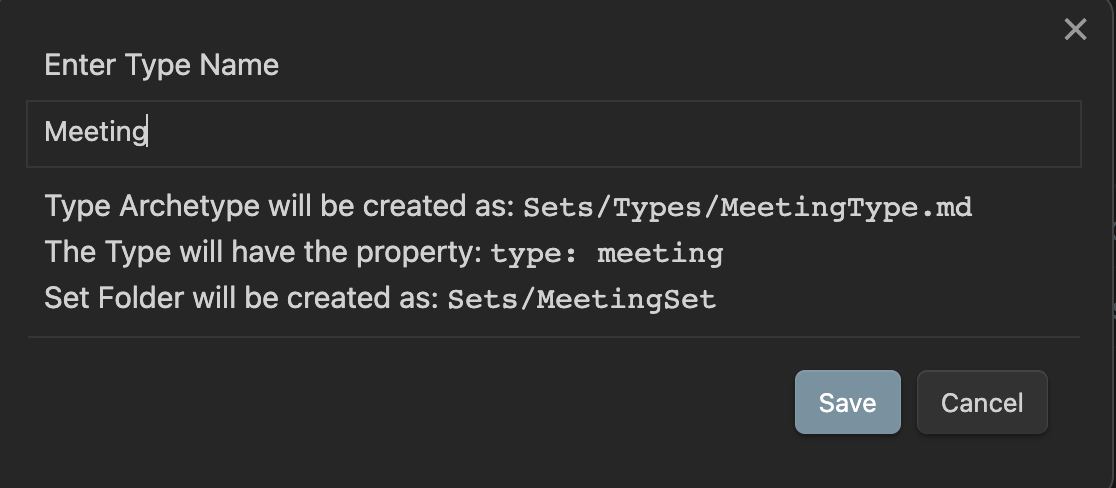 Enter Type Name
Meeting
Type Archetype will be created as: Sets/Types/MeetingType.md
The Type will have the property: type: meeting
Set Folder will be created as: Sets/MeetingSet
Save Cancel